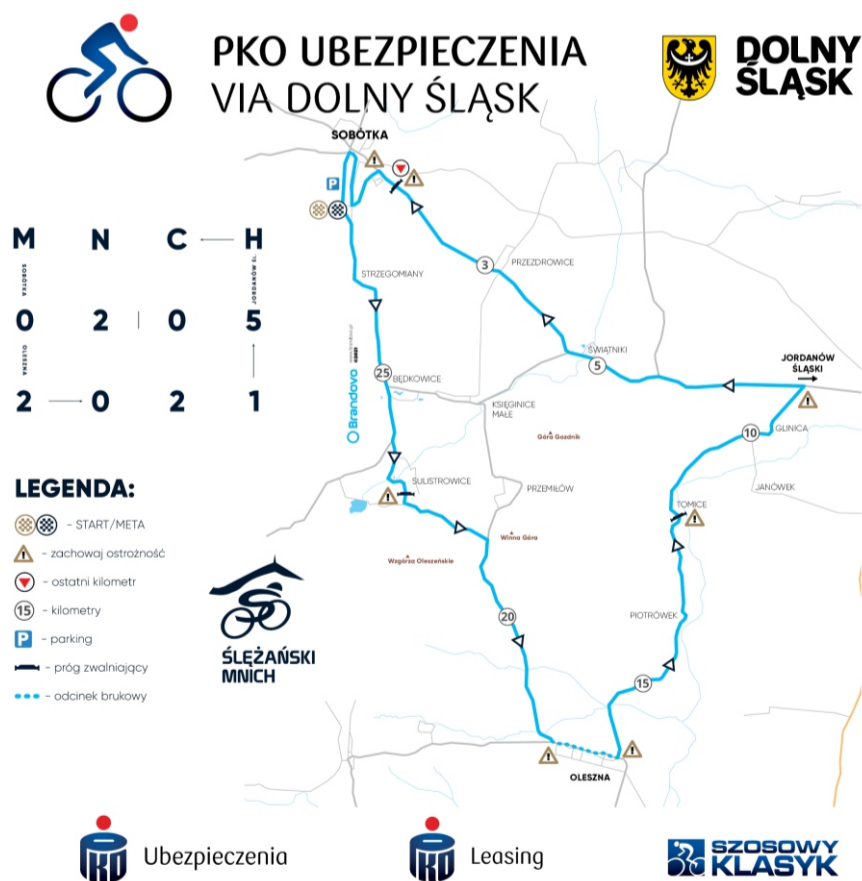 PKO UBEZPIECZENIA
VIA DOLNY ŚLĄSK
DOLNY
ŚLĄSK
SOBÓTKA
P
M N C H
SOBÓTKA
JORDANÓW ŚL.
0 2 0 5
OLESZNA
2 0 2 1
STRZEGOMIANY
3
PRZEZDROWICE
ŚWIĄTNIKI
5
JORDANÓW
ŚLĄSKI
25
BĘDKOWICE
Brandovo
KSIĘGINICE
MAŁE
10
GLINICA
Góra Gozdnik
JANÓWEK
SULISTROWICE
PRZEMIŁÓW
TOMICE
Winna Góra
Wzgórza Oleszeńskie
20
PIOTRÓWEK
15
OLESZNA
LEGENDA:
- START/META
- zachowaj ostrożność
- ostatni kilometr
15 - kilometry
P - parking
- próg zwalniający
- odcinek brukowy
ŚLĘŻAŃSKI
MNICH
PKO Ubezpieczenia
PKO Leasing
SZOSOWY
KLASYK